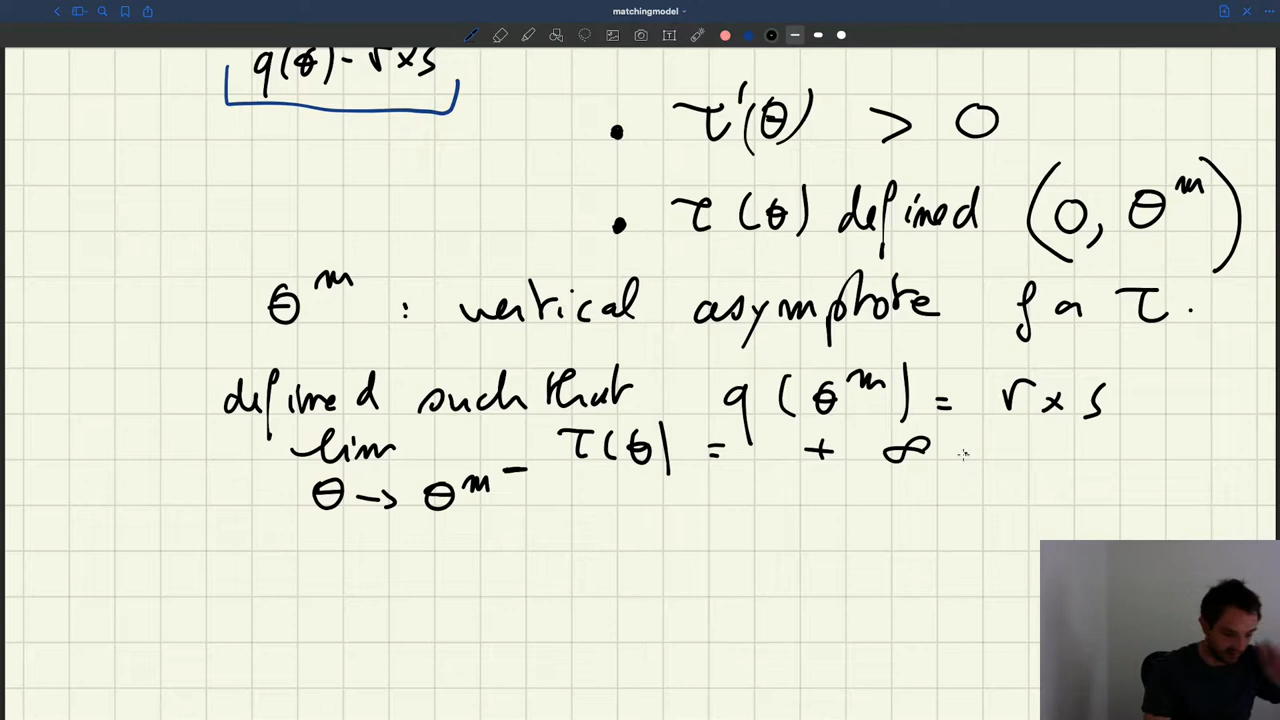 matchingmodel
q(θ) - r×s
• τ'(θ) > 0
• τ(θ) defined (0, θ^m)
θ^m : vertical asymptote for τ.
defined such that q(θ^m) = r × s
lim τ(θ) = + ∞
θ → θ^m-